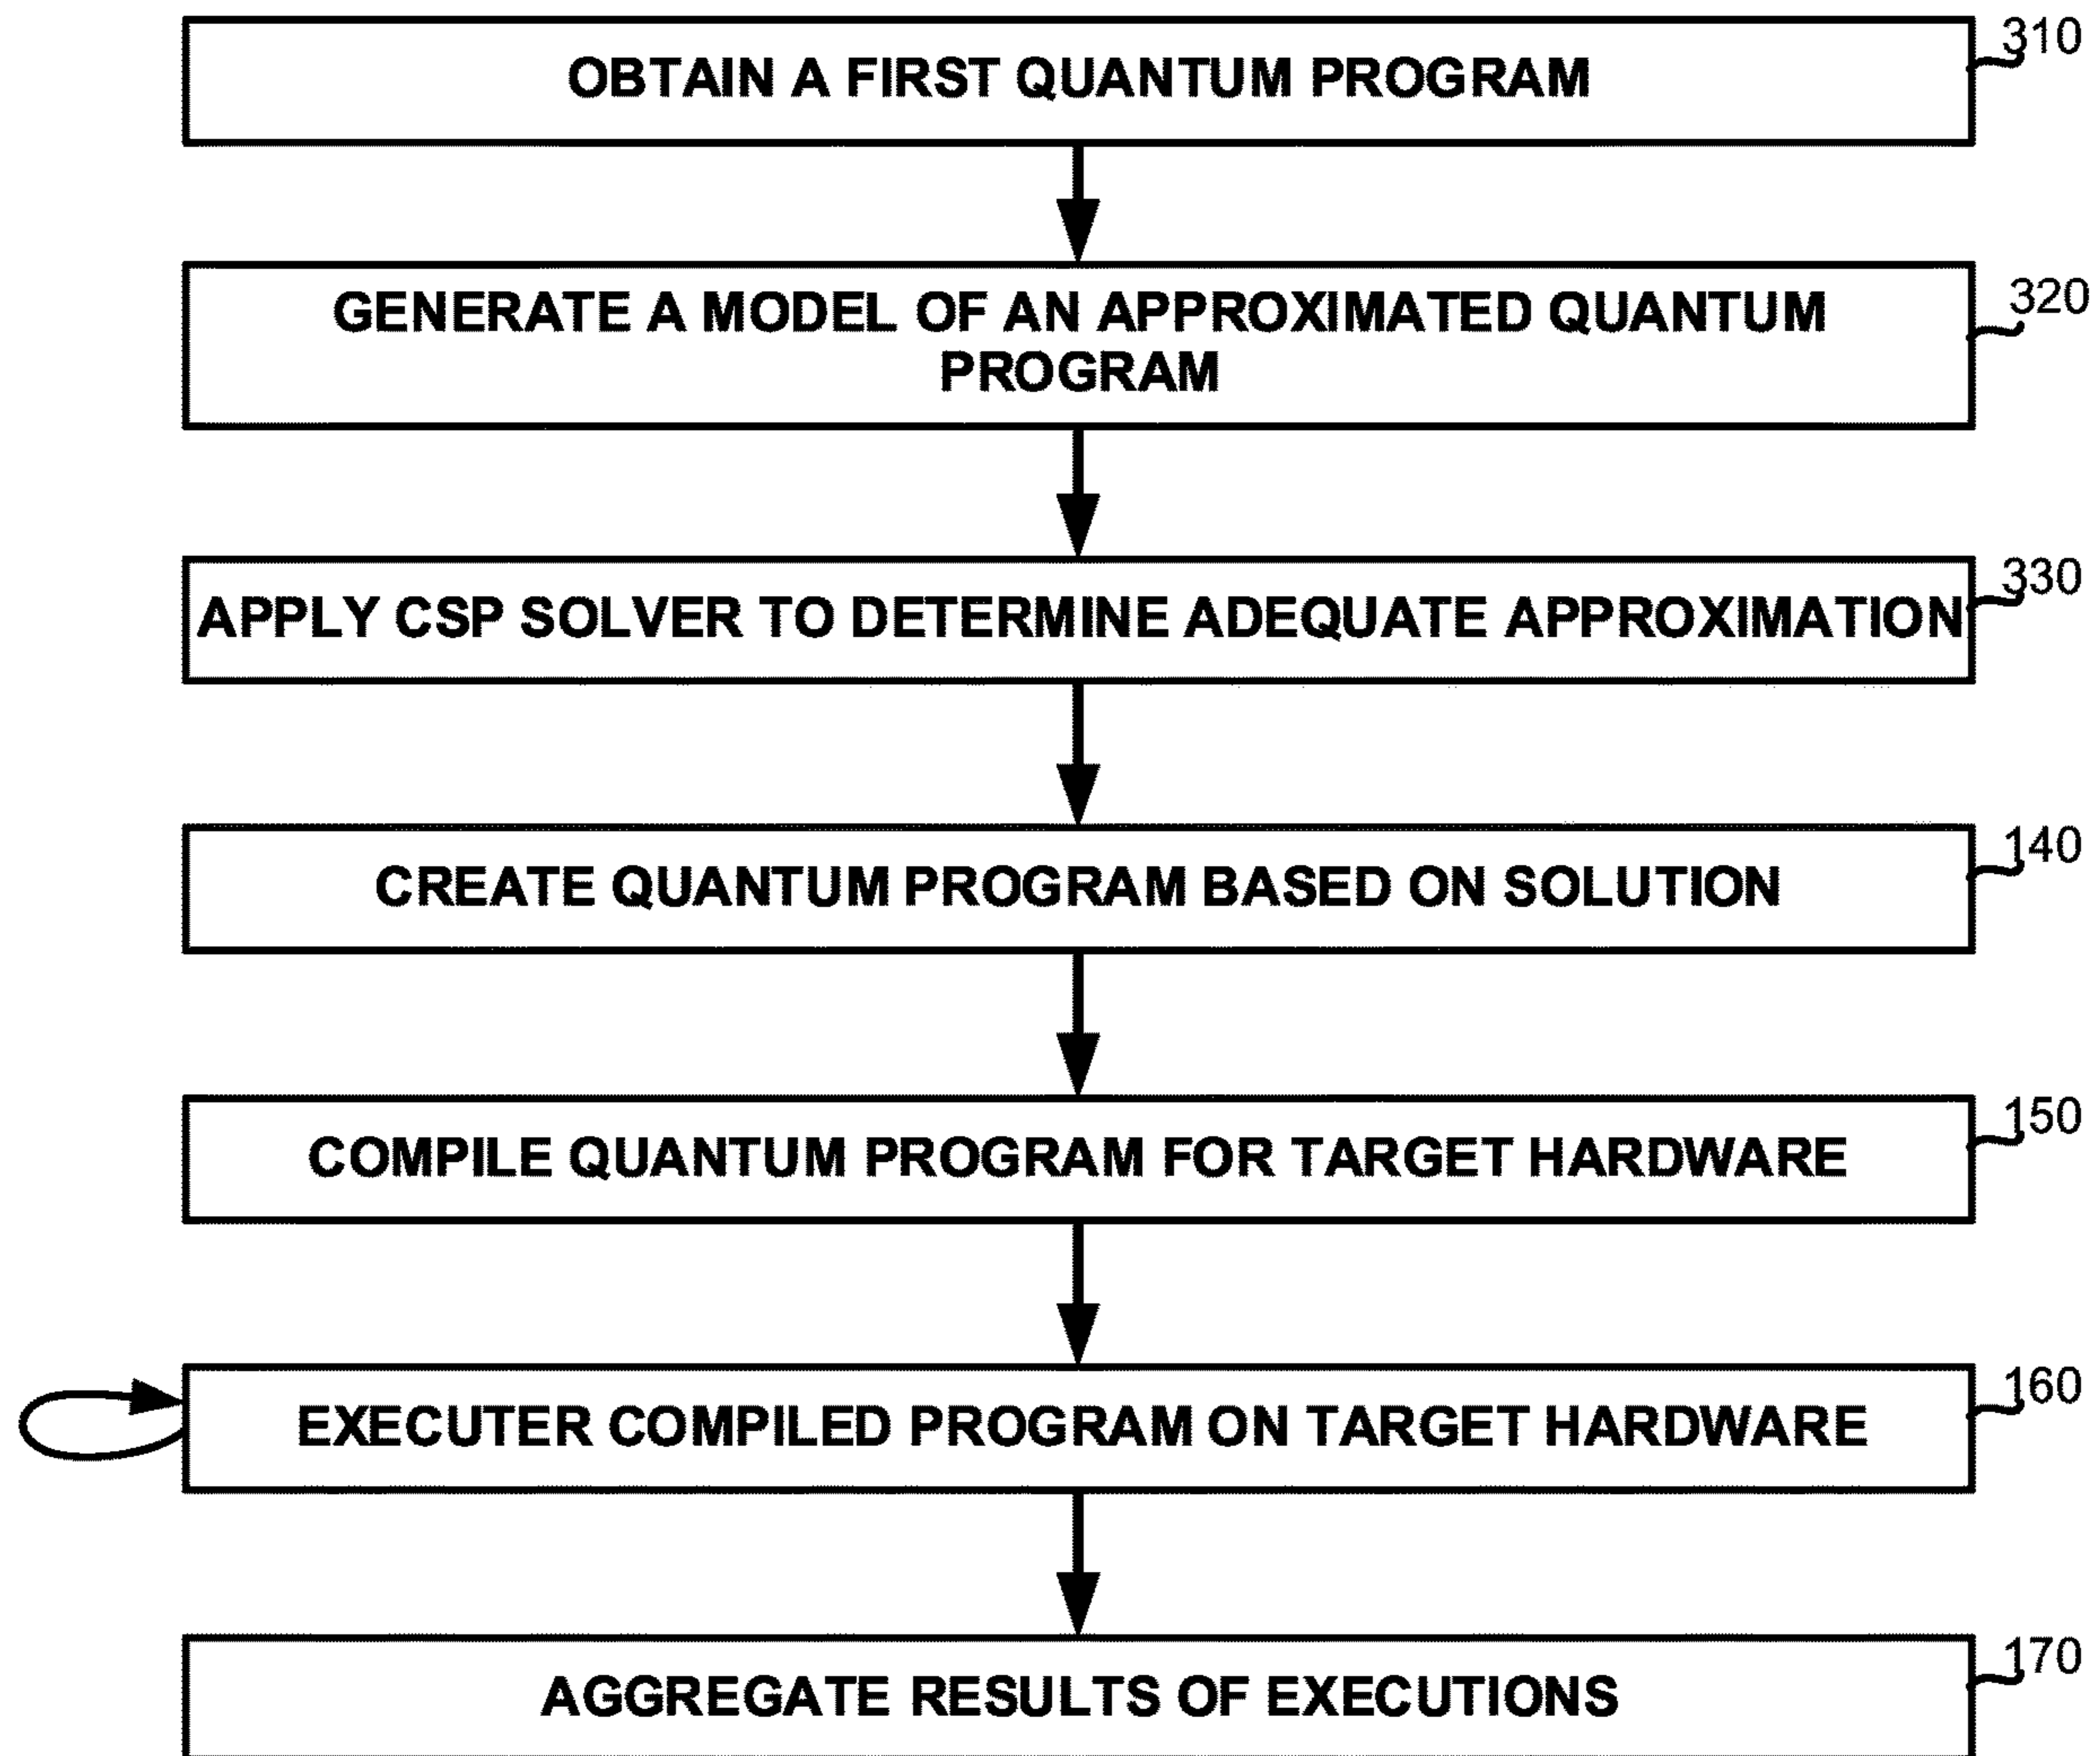 310
OBTAIN A FIRST QUANTUM PROGRAM
320
GENERATE A MODEL OF AN APPROXIMATED QUANTUM
PROGRAM
330
APPLY CSP SOLVER TO DETERMINE ADEQUATE APPROXIMATION
140
CREATE QUANTUM PROGRAM BASED ON SOLUTION
150
COMPILE QUANTUM PROGRAM FOR TARGET HARDWARE
160
EXECUTER COMPILED PROGRAM ON TARGET HARDWARE
170
AGGREGATE RESULTS OF EXECUTIONS